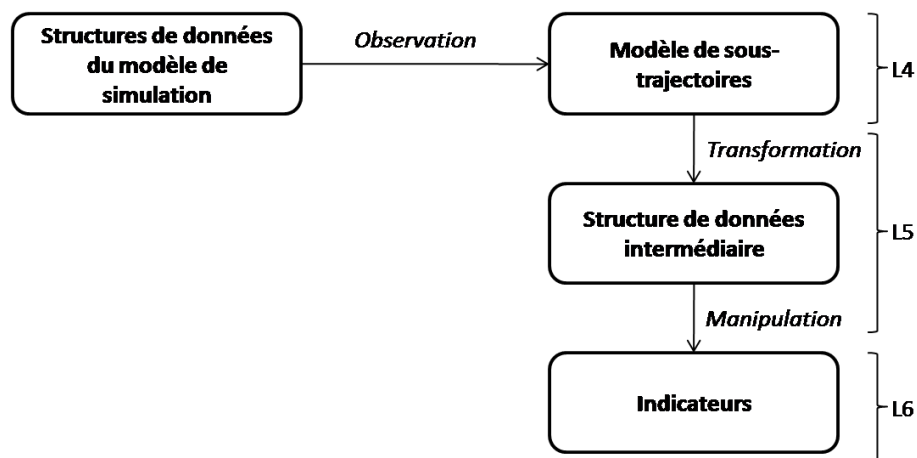 Structures de données
du modèle de
simulation
Observation
Modèle de sous-
trajectoires
L4
Transformation
Structure de données
intermédiaire
L5
Manipulation
Indicateurs
L6